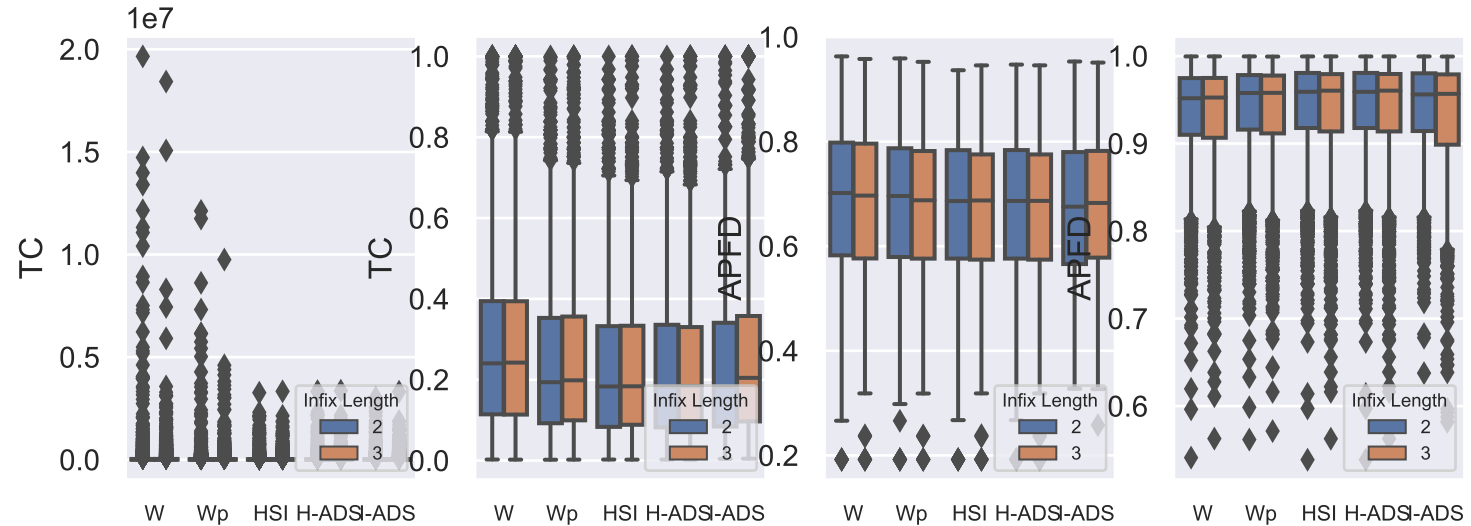 1e7
TC
2.0
1.5
1.0
0.5
0.0
Infix Length
2
3
W Wp HSI H-ADS I-ADS
TC
1.0
0.8
0.6
0.4
0.2
0.0
Infix Length
2
3
W Wp HSI H-ADS I-ADS
APFD
1.0
0.8
0.6
0.4
0.2
Infix Length
2
3
W Wp HSI H-ADS I-ADS
APFD
1.0
0.9
0.8
0.7
0.6
Infix Length
2
3
W Wp HSI H-ADS I-ADS